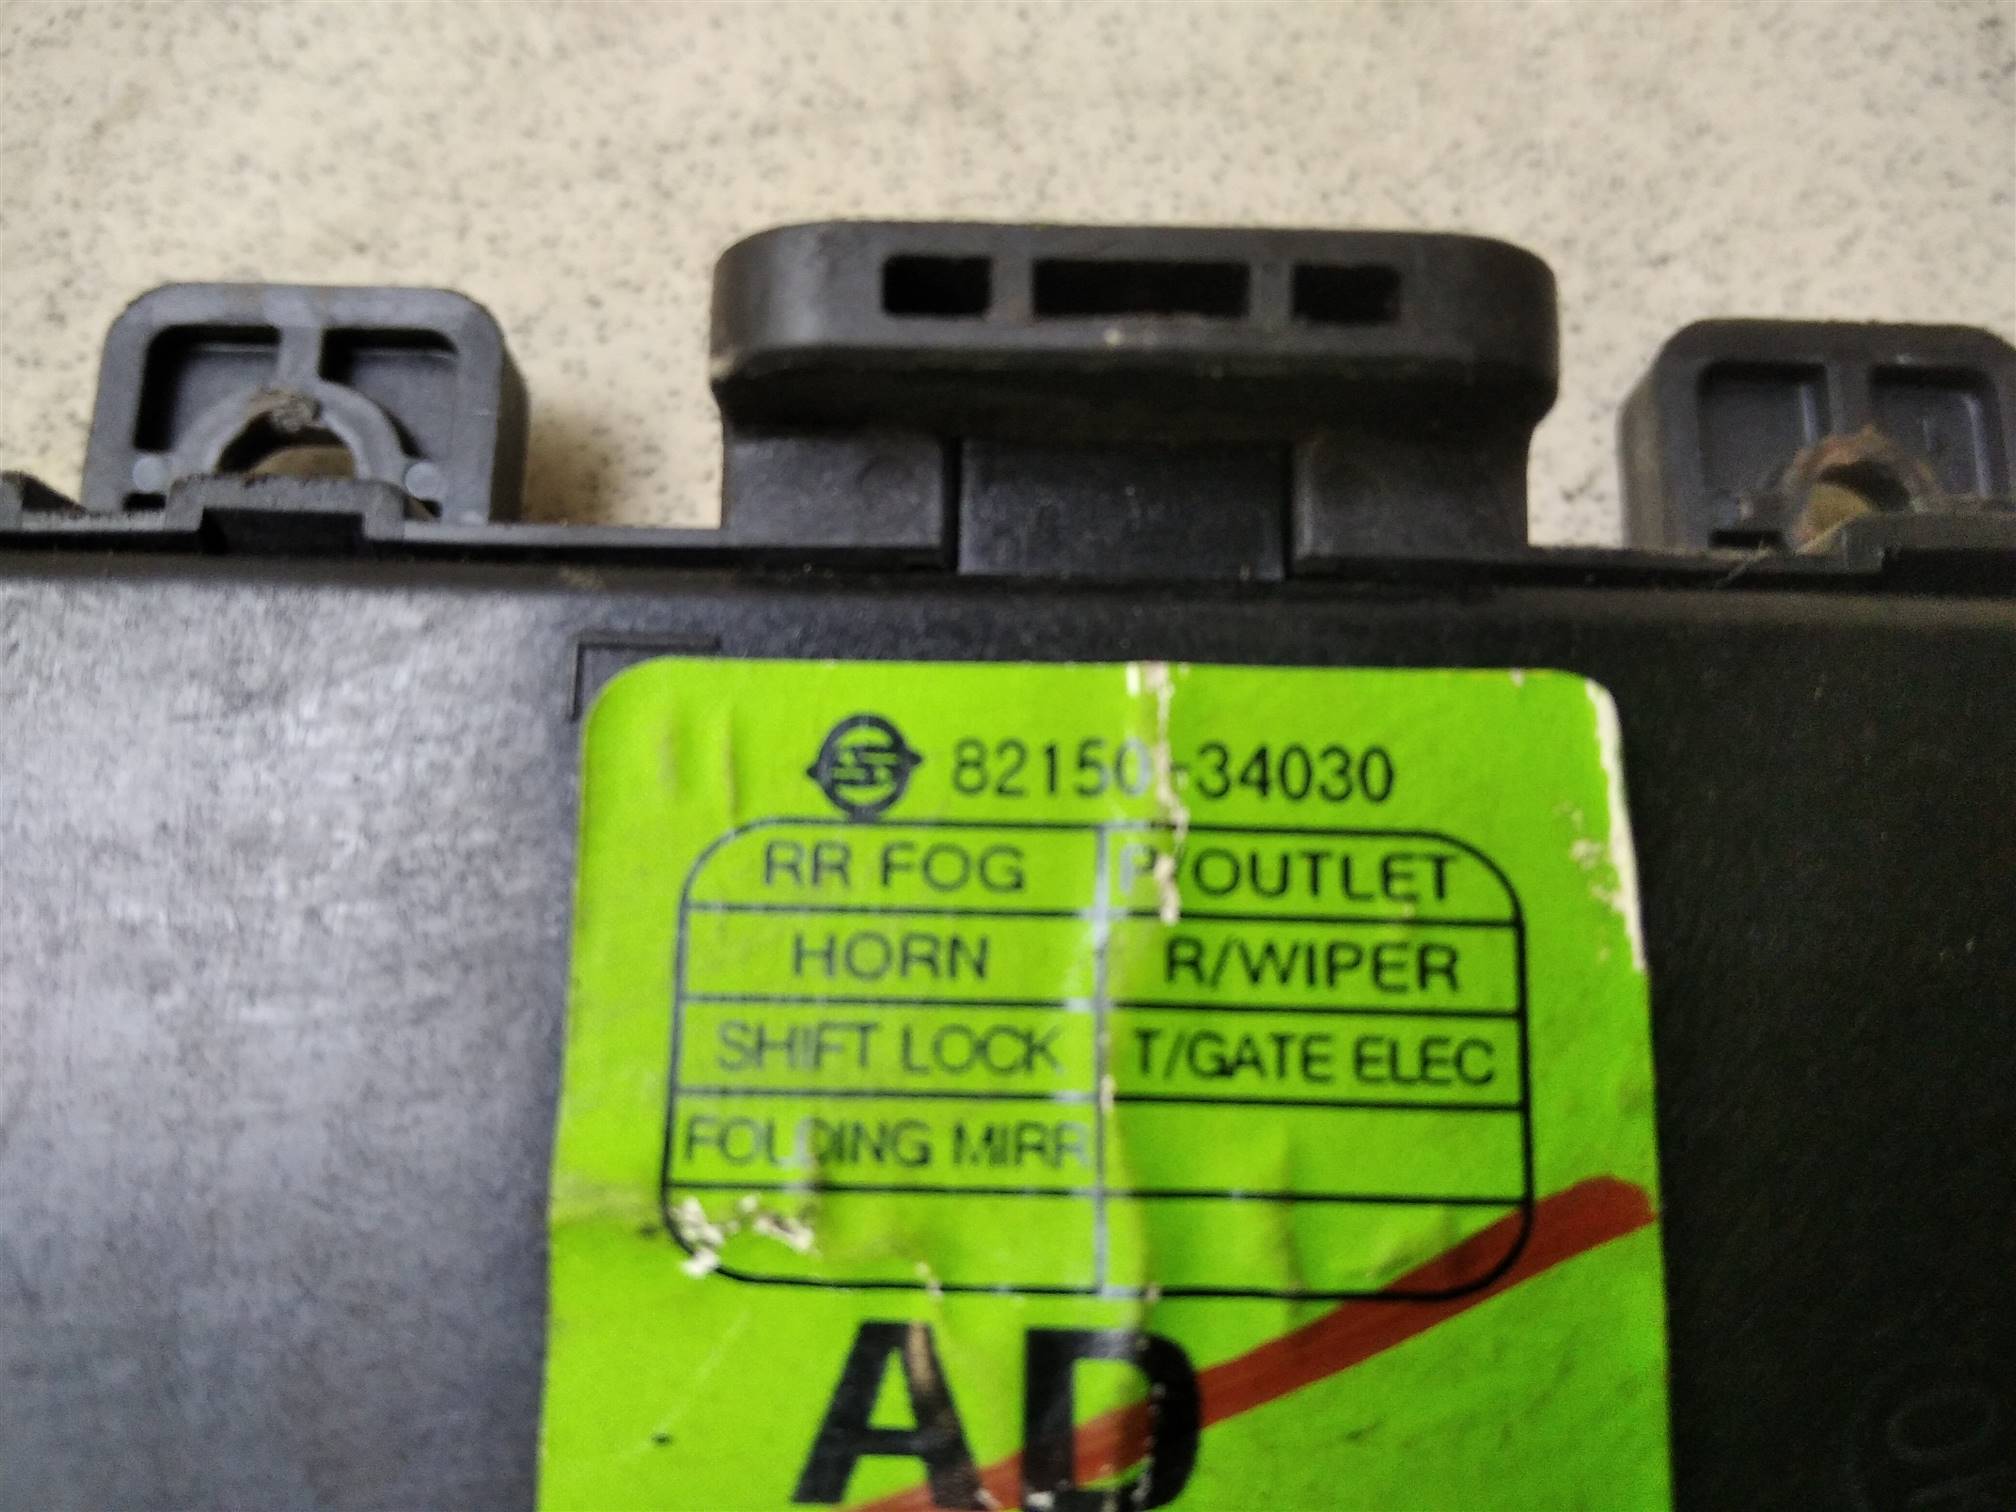 82150-34030
RR FOG P/OUTLET
HORN R/WIPER
SHIFT LOCK T/GATE ELEC
FOLDING MIRR
AD